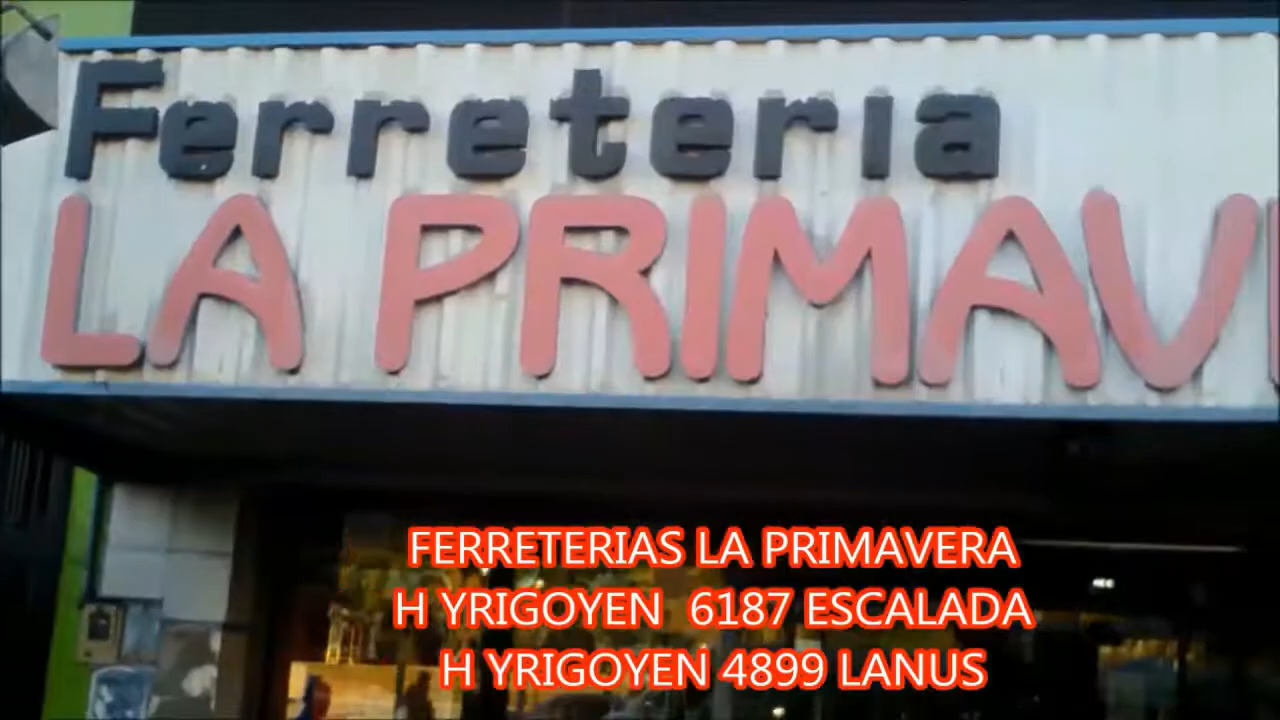 Ferreteria
LA PRIMAV
FERRETERIAS LA PRIMAVERA
H YRIGOYEN 6187 ESCALADA
H YRIGOYEN 4899 LANUS